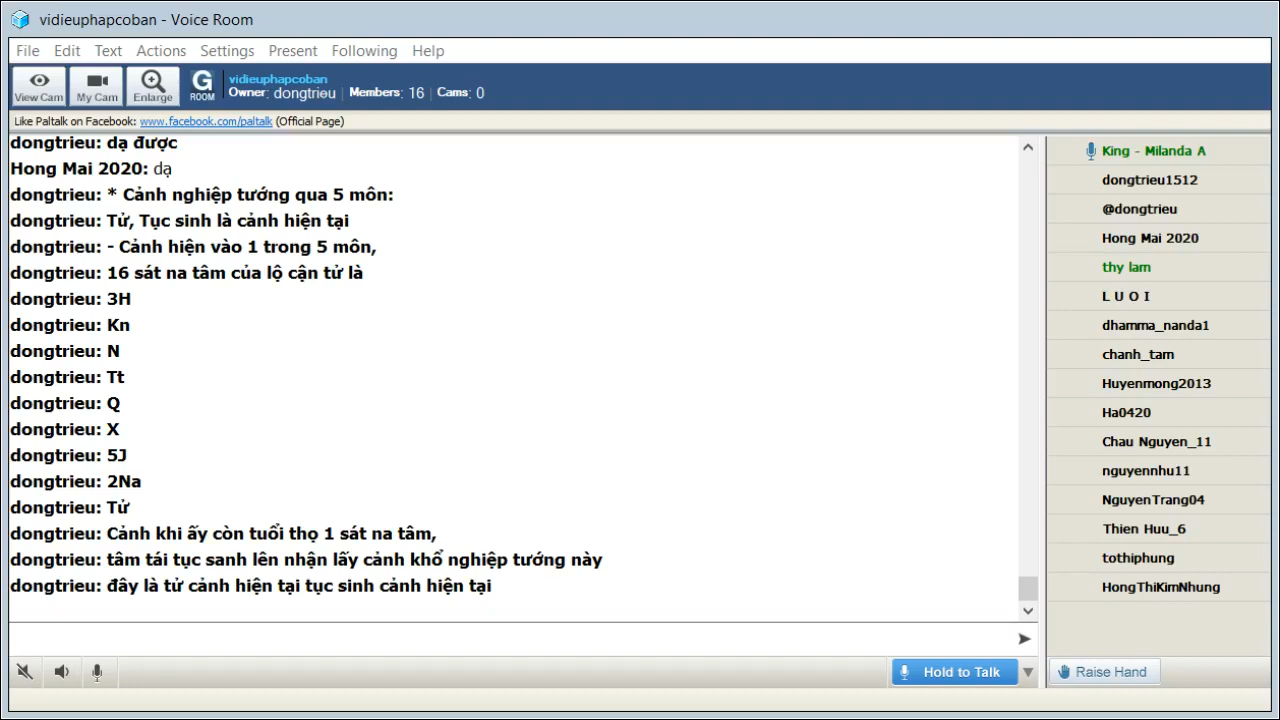 vidieuphapcoban - Voice Room
File Edit Text Actions Settings Present Following Help
View Cam My Cam Enlarge G ROOM
vidieuphapcoban
Owner: dongtrieu | Members: 16 | Cams: 0
Like Paltalk on Facebook: www.facebook.com/paltalk (Official Page)
dongtrieu: dạ được
Hong Mai 2020: dạ
dongtrieu: * Cảnh nghiệp tướng qua 5 môn:
dongtrieu: Tử, Tục sinh là cảnh hiện tại
dongtrieu: - Cảnh hiện vào 1 trong 5 môn,
dongtrieu: 16 sát na tâm của lộ cận tử là
dongtrieu: 3H
dongtrieu: Kn
dongtrieu: N
dongtrieu: Tt
dongtrieu: Q
dongtrieu: X
dongtrieu: 5J
dongtrieu: 2Na
dongtrieu: Tử
dongtrieu: Cảnh khi ấy còn tuổi thọ 1 sát na tâm,
dongtrieu: tâm tái tục sanh lên nhận lấy cảnh khổ nghiệp tướng này
dongtrieu: đây là tử cảnh hiện tại tục sinh cảnh hiện tại
King - Milanda A
dongtrieu1512
@dongtrieu
Hong Mai 2020
thy lam
L U O I
dhamma_nanda1
chanh_tam
Huyenmong2013
Ha0420
Chau Nguyen_11
nguyennhu11
NguyenTrang04
Thien Huu_6
tothiphung
HongThiKimNhung
Hold to Talk
Raise Hand